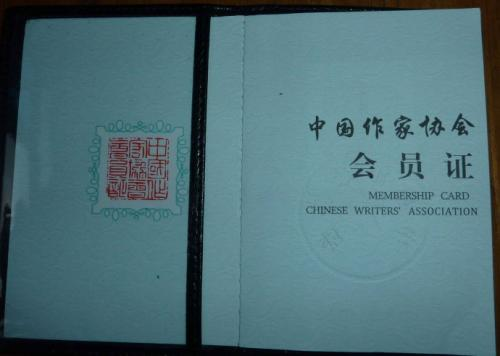 中国作家协会
会员证
MEMBERSHIP CARD
CHINESE WRITERS' ASSOCIATION